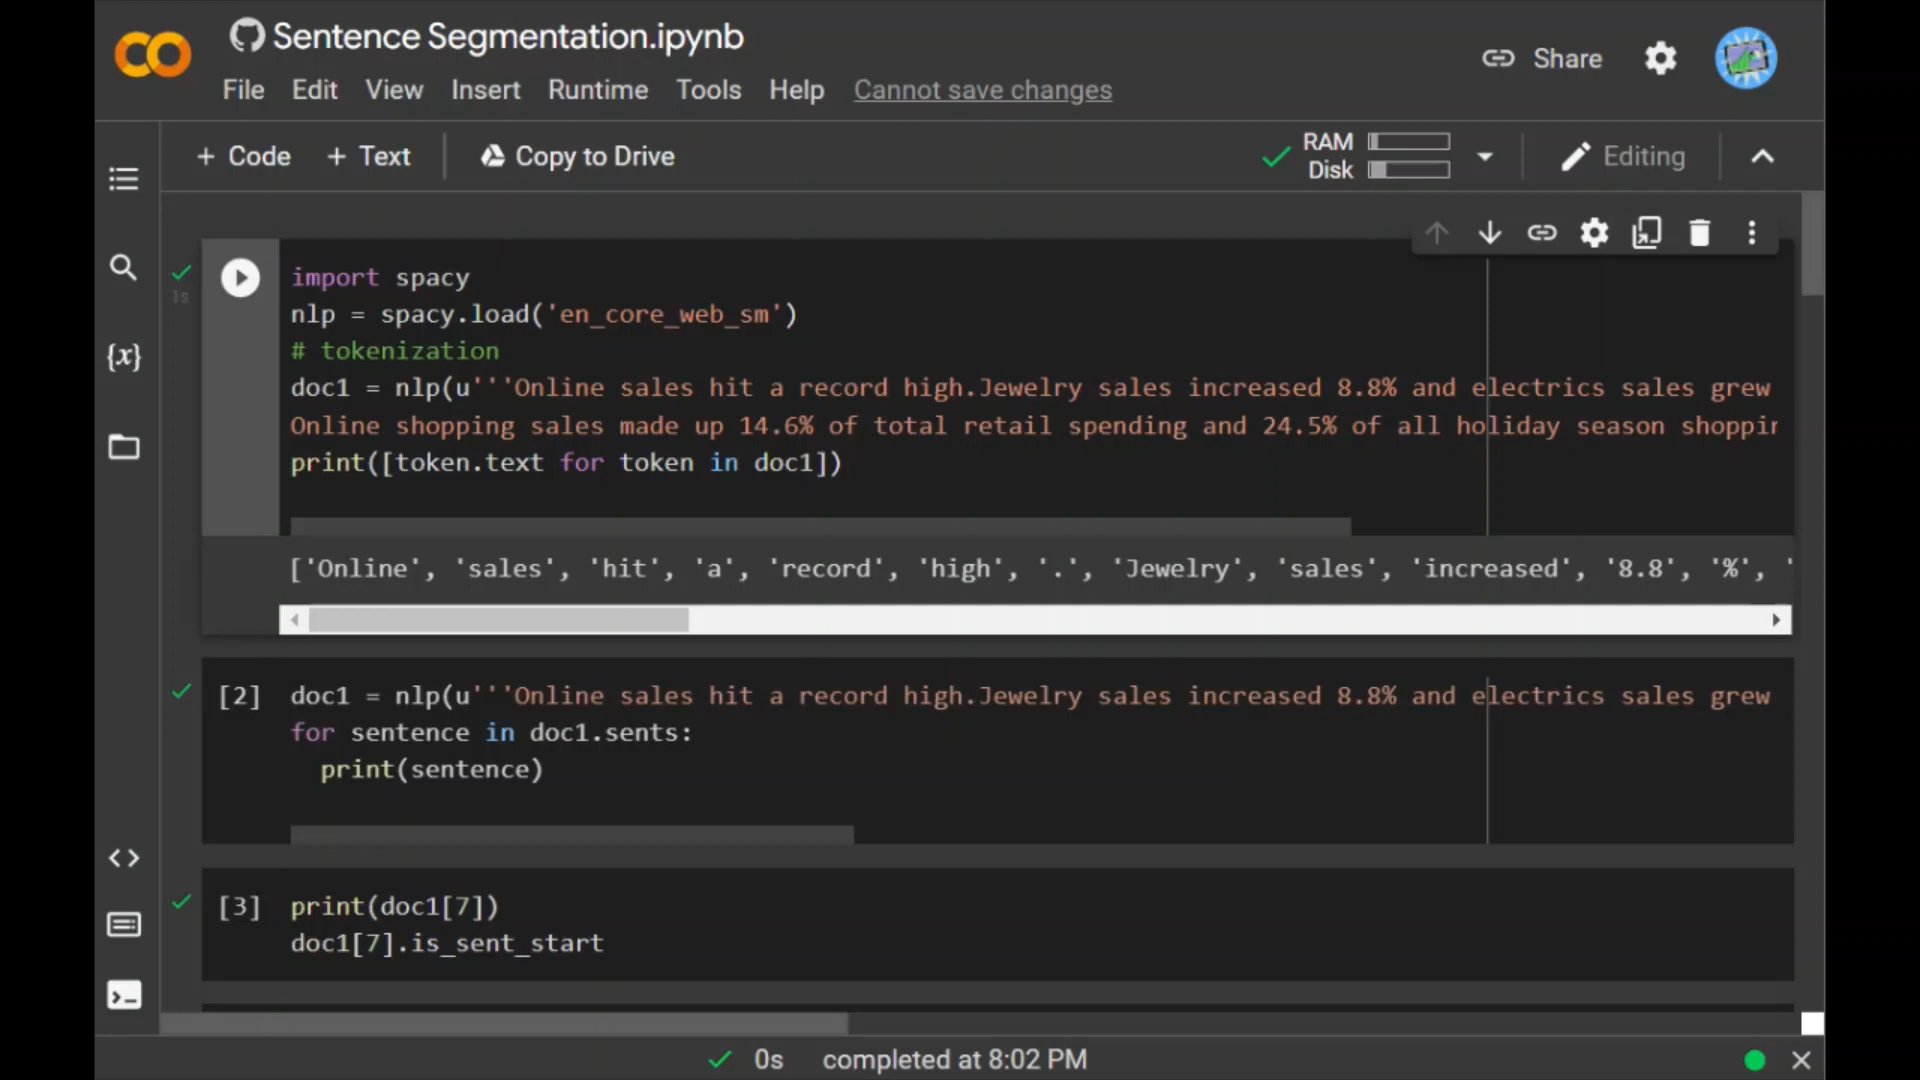 Sentence Segmentation.ipynb
File Edit View Insert Runtime Tools Help Cannot save changes
Share
+ Code + Text Copy to Drive
RAM
Disk
Editing
1s
import spacy
nlp = spacy.load('en_core_web_sm')
# tokenization
doc1 = nlp(u'''Online sales hit a record high.Jewelry sales increased 8.8% and electrics sales grew
Online shopping sales made up 14.6% of total retail spending and 24.5% of all holiday season
print([token.text for token in doc1])
['Online', 'sales', 'hit', 'a', 'record', 'high', '.', 'Jewelry', 'sales', 'increased', '8.8', '%', '
[2] doc1 = nlp(u'''Online sales hit a record high.Jewelry sales increased 8.8% and electrics sales grew
for sentence in doc1.sents:
print(sentence)
[3] print(doc1[7])
doc1[7].is_sent_start
0s completed at 8:02 PM